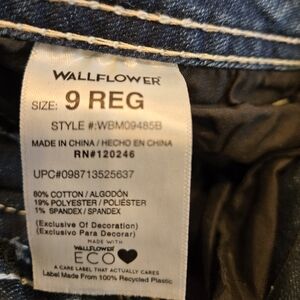 WALLFLOWER
SIZE: 9 REG
STYLE #:WBM09485B
MADE IN CHINA / HECHO EN CHINA
RN#120246
UPC#098713525637
80% COTTON / ALGODÓN
19% POLYESTER / POLIÉSTER
1% SPANDEX / SPANDEX
(Exclusive Of Decoration)
(Exclusivo Para Decorar)
MADE WITH
WALLFLOWER
ECO
A CARE LABEL THAT ACTUALLY CARES
Label Made From 100% Recycled Plastic